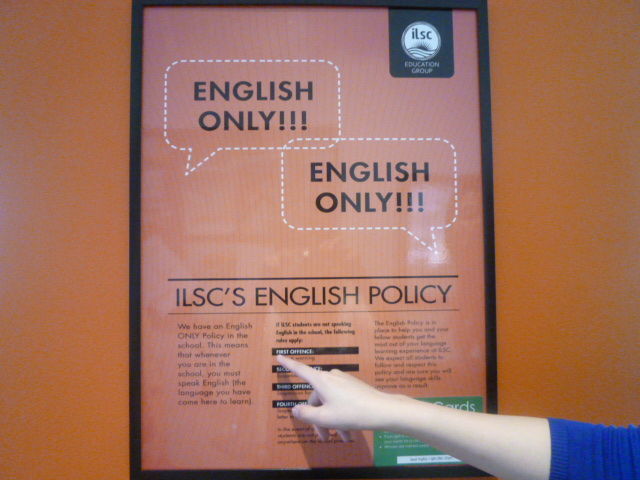 ilsc
EDUCATION
GROUP
ENGLISH
ONLY!!!
ENGLISH
ONLY!!!
ILSC'S ENGLISH POLICY
We have an English
ONLY Policy in the
school. This means
that whenever
you are in the
school, you must
speak English (the
language you have
come here to learn).
If ILSC students are not speaking
English in the school, the following
rules apply:
FIRST OFFENCE:
THIRD OFFENCE
FOURTH
The English Policy is in
place to help you and your
fellow students get the
most out of your language
learning experience at ILSC.
We expect all students to
follow and respect this
policy and are sure you will
see your language skills
improve as a result.
Cards